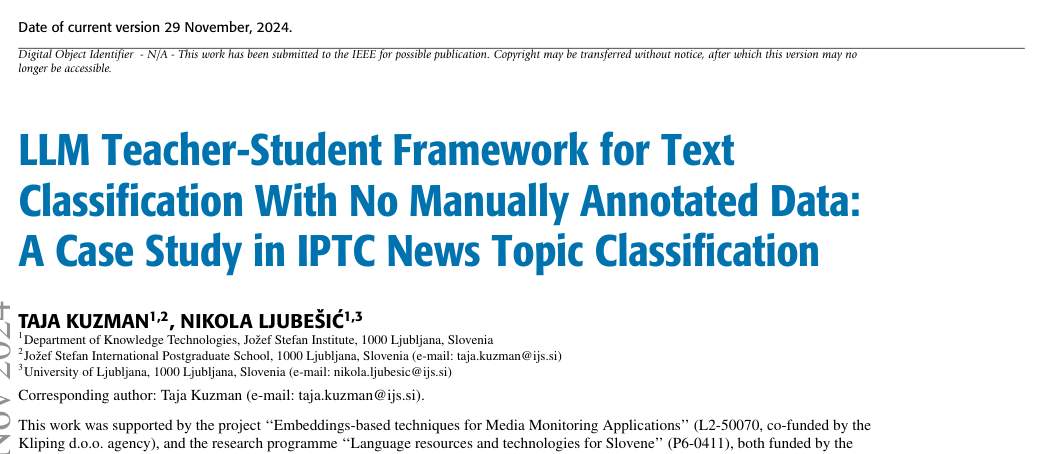 Date of current version 29 November, 2024.
Digital Object Identifier - N/A - This work has been submitted to the IEEE for possible publication. Copyright may be transferred without notice, after which this version may no
longer be accessible.
LLM Teacher-Student Framework for Text
Classification With No Manually Annotated Data:
A Case Study in IPTC News Topic Classification
TAJA KUZMAN1,2, NIKOLA LJUBEŠIĆ1,3
1Department of Knowledge Technologies, Jožef Stefan Institute, 1000 Ljubljana, Slovenia
2Jožef Stefan International Postgraduate School, 1000 Ljubljana, Slovenia (e-mail: taja.kuzman@ijs.si)
3University of Ljubljana, 1000 Ljubljana, Slovenia (e-mail: nikola.ljubesic@ijs.si)
Corresponding author: Taja Kuzman (e-mail: taja.kuzman@ijs.si).
This work was supported by the project ‘‘Embeddings-based techniques for Media Monitoring Applications’’ (L2-50070, co-funded by the
Kliping d.o.o. agency), and the research programme ‘‘Language resources and technologies for Slovene’’ (P6-0411), both funded by the
Nov 2024